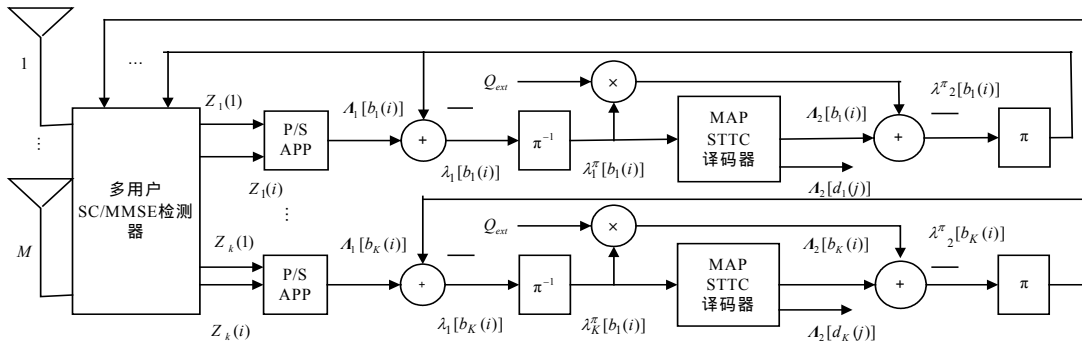 1
...
Z₁(1)
P/S
APP
Λ₁[b₁(i)]
—
+
λ₁[b₁(i)]
π⁻¹
Q_ext
×
λ₁^π[b₁(i)]
MAP
STTC
译码器
Λ₂[b₁(i)]
Λ₂[d₁(j)]
+
λ^π₂[b₁(i)]
—
π
Z₁(i)
⋮
⋮
M
多用户
SC/MMSE检测
器
Z_k(1)
P/S
APP
Z_k(i)
Λ₁[b_K(i)]
—
+
λ₁[b_K(i)]
π⁻¹
Q_ext
×
λ_K^π[b₁(i)]
MAP
STTC
译码器
Λ₂[b_K(i)]
Λ₂[d_K(j)]
+
λ^π₂[b_K(i)]
—
π